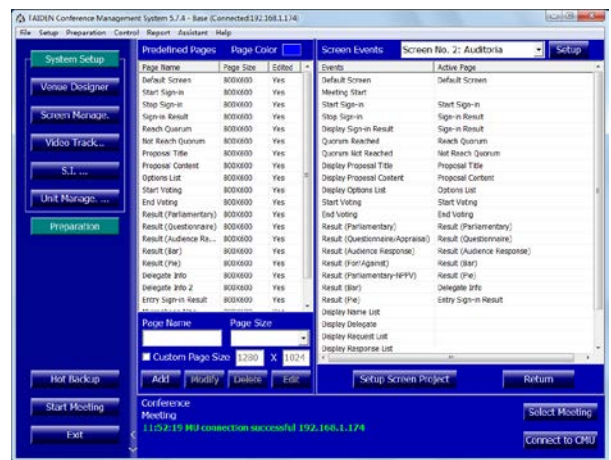 TAIDEN Conference Management System 5.7.4 - Base (Connected:192.168.1.174)
File Setup Preparation Control Report Assistant Help
System Setup
Venue Designer
Screen Manage.
Video Track...
S.I. ...
Unit Manage. ...
Preparation
Hot Backup
Start Meeting
Exit
Predefined Pages Page Color
Page Name Page Size Edited
Default Screen 800X600 Yes
Start Sign-in 800X600 Yes
Stop Sign-in 800X600 Yes
Sign-in Result 800X600 Yes
Reach Quorum 800X600 Yes
Not Reach Quorum 800X600 Yes
Proposal Title 800X600 Yes
Proposal Content 800X600 Yes
Options List 800X600 Yes
Start Voting 800X600 Yes
End Voting 800X600 Yes
Result (Parliamentary) 800X600 Yes
Result (Questionnaire) 800X600 Yes
Result (Audience Re... 800X600 Yes
Result (Bar) 800X600 Yes
Result (Pie) 800X600 Yes
Delegate Info 800X600 Yes
Delegate Info 2 800X600 Yes
Entry Sign-in Result 800X600 Yes
Page Name Page Size
Custom Page Size 1280 X 1024
Add Modify Delete Edit
Screen Events Screen No. 2: Auditoria Setup
Events Active Page
Default Screen Default Screen
Meeting Start
Start Sign-in Start Sign-in
Stop Sign-in Stop Sign-in
Display Sign-in Result Sign-in Result
Quorum Reached Reach Quorum
Quorum Not Reached Not Reach Quorum
Display Proposal Title Proposal Title
Display Proposal Content Proposal Content
Display Options List Options List
Start Voting Start Voting
End Voting End Voting
Result (Parliamentary) Result (Parliamentary)
Result (Questionnaire/Appraisal) Result (Questionnaire)
Result (Audience Response) Result (Audience Response)
Result (For/Against) Result (Bar)
Result (Parliamentary-NPPV) Result (Pie)
Result (Bar) Delegate Info
Result (Pie) Entry Sign-in Result
Display Name List
Display Delegate
Display Request List
Display Response List
Setup Screen Project Return
Conference
Meeting
11:52:19 MU connection successful 192.168.1.174
Select Meeting
Connect to CMU